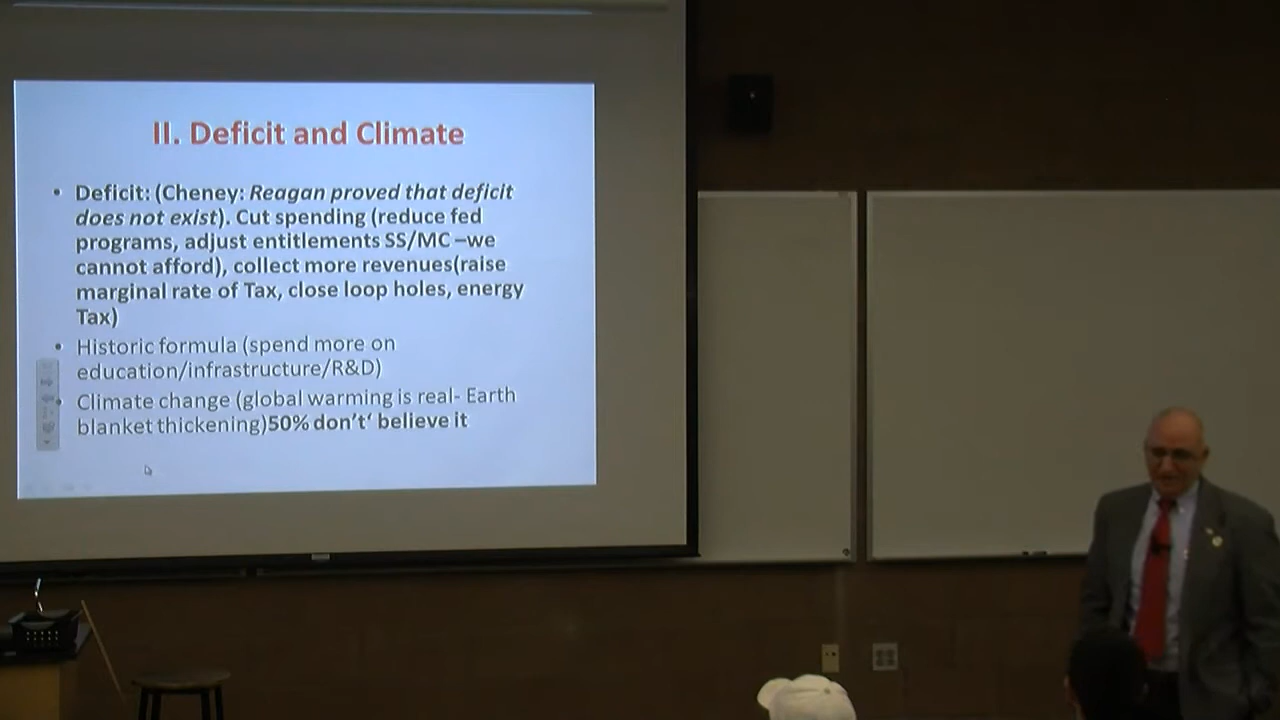 II. Deficit and Climate
• Deficit: (Cheney: Reagan proved that deficit
does not exist). Cut spending (reduce fed
programs, adjust entitlements SS/MC –we
cannot afford), collect more revenues(raise
marginal rate of Tax, close loop holes, energy
Tax)
• Historic formula (spend more on
education/infrastructure/R&D)
• Climate change (global warming is real- Earth
blanket thickening)50% don't‘ believe it